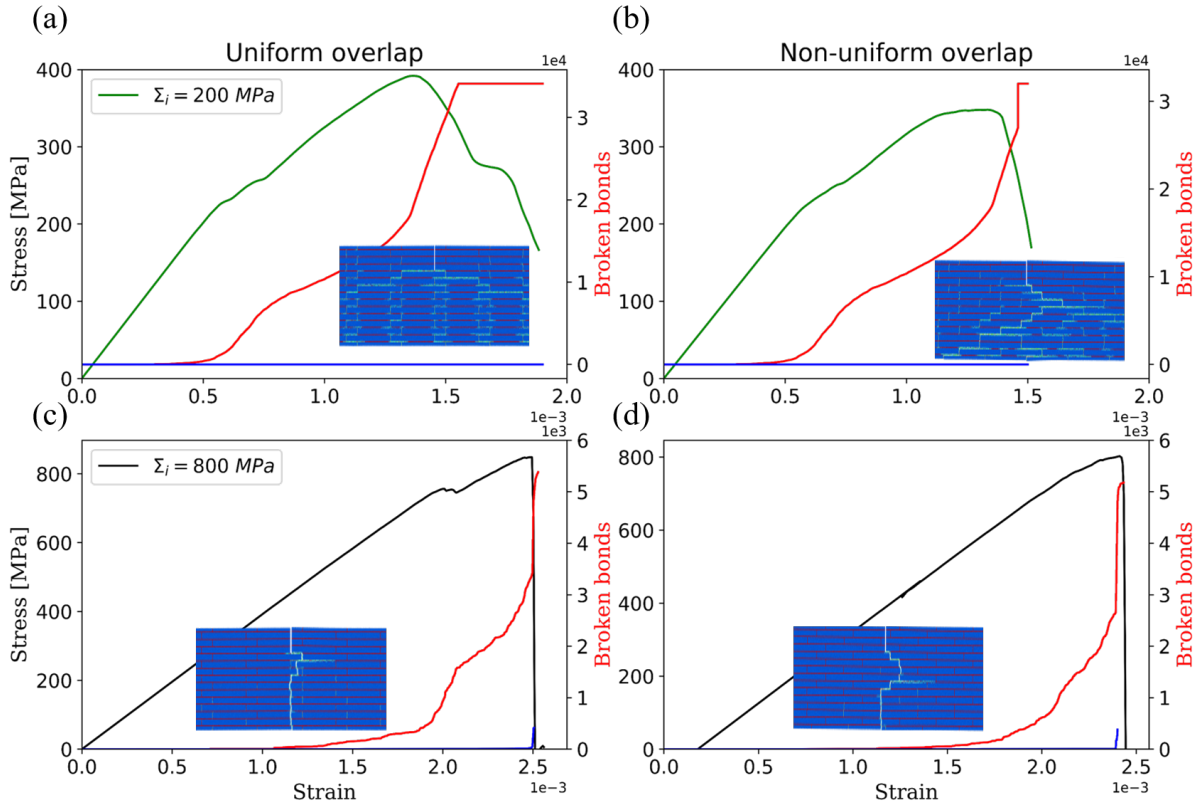 (a)
(b)
Uniform overlap
Non-uniform overlap
1e4
1e4
400
300
200
100
0
Stress [MPa]
Σi = 200 MPa
3
2
1
0
Broken bonds
0.0 0.5 1.0 1.5 2.0
1e−3
400
300
200
100
0
3
2
1
0
Broken bonds
0.0 0.5 1.0 1.5 2.0
1e−3
(c)
(d)
1e3
1e3
800
600
400
200
0
Stress [MPa]
Σi = 800 MPa
6
5
4
3
2
1
0
Broken bonds
0.0 0.5 1.0 1.5 2.0 2.5
Strain
1e−3
800
600
400
200
0
6
5
4
3
2
1
0
Broken bonds
0.0 0.5 1.0 1.5 2.0 2.5
Strain
1e−3